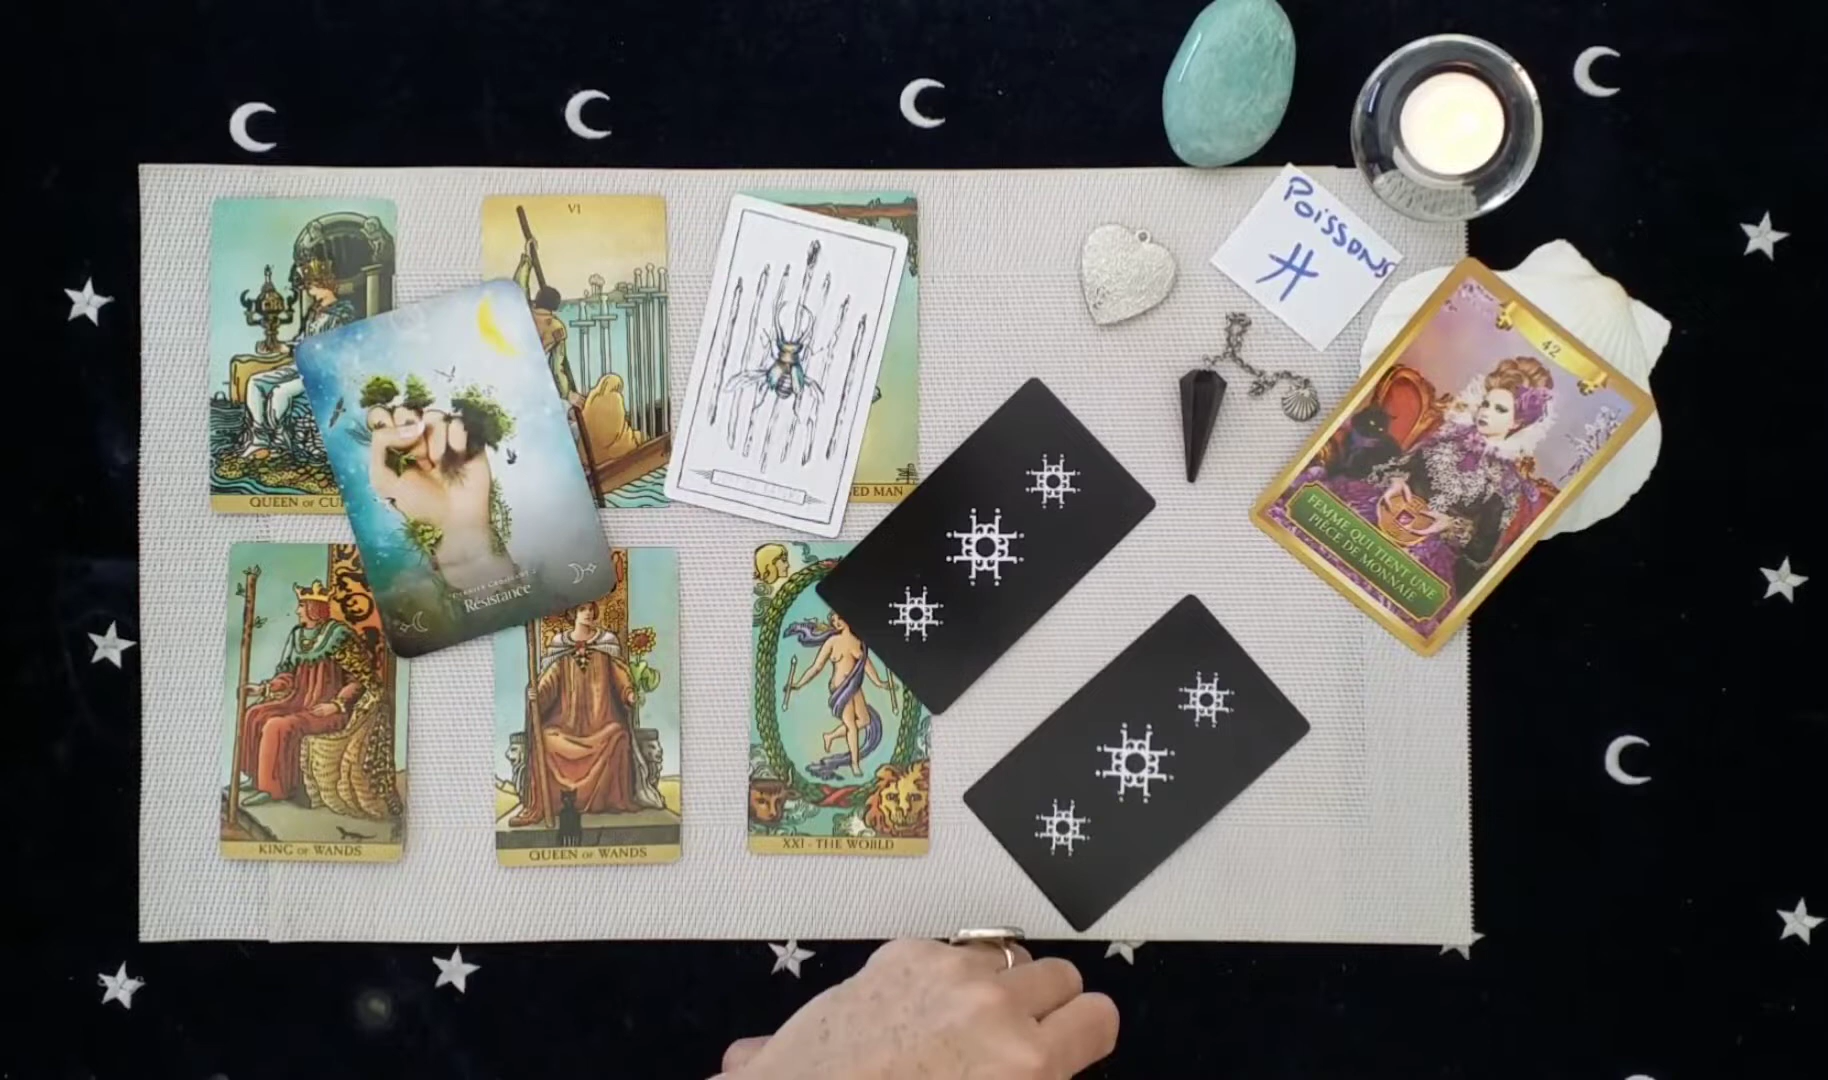 VI
POISSONS
H
42
QUEEN OF CU
ED MAN
FEMME QUI TIENT UNE
PIÈCE DE MONNAIE
Résistance
KING OF WANDS
QUEEN OF WANDS
XXI - THE WORLD